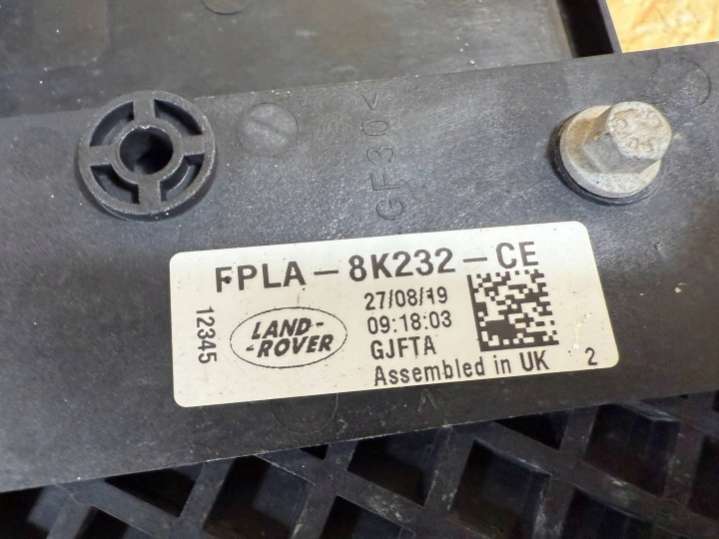 GF30<
FPLA-8K232-CE
12345
LAND-
-ROVER
27/08/19
09:18:03
GJFTA
Assembled in UK 2